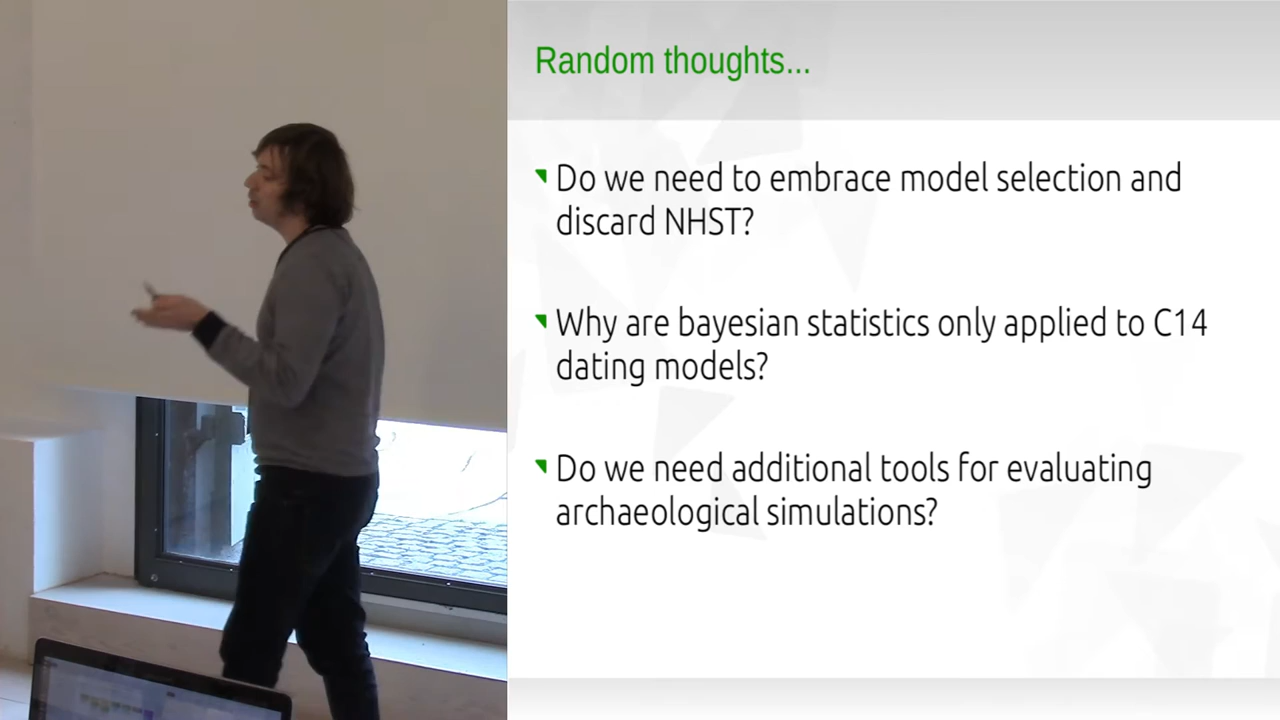 Random thoughts...
Do we need to embrace model selection and
discard NHST?
Why are bayesian statistics only applied to C14
dating models?
Do we need additional tools for evaluating
archaeological simulations?